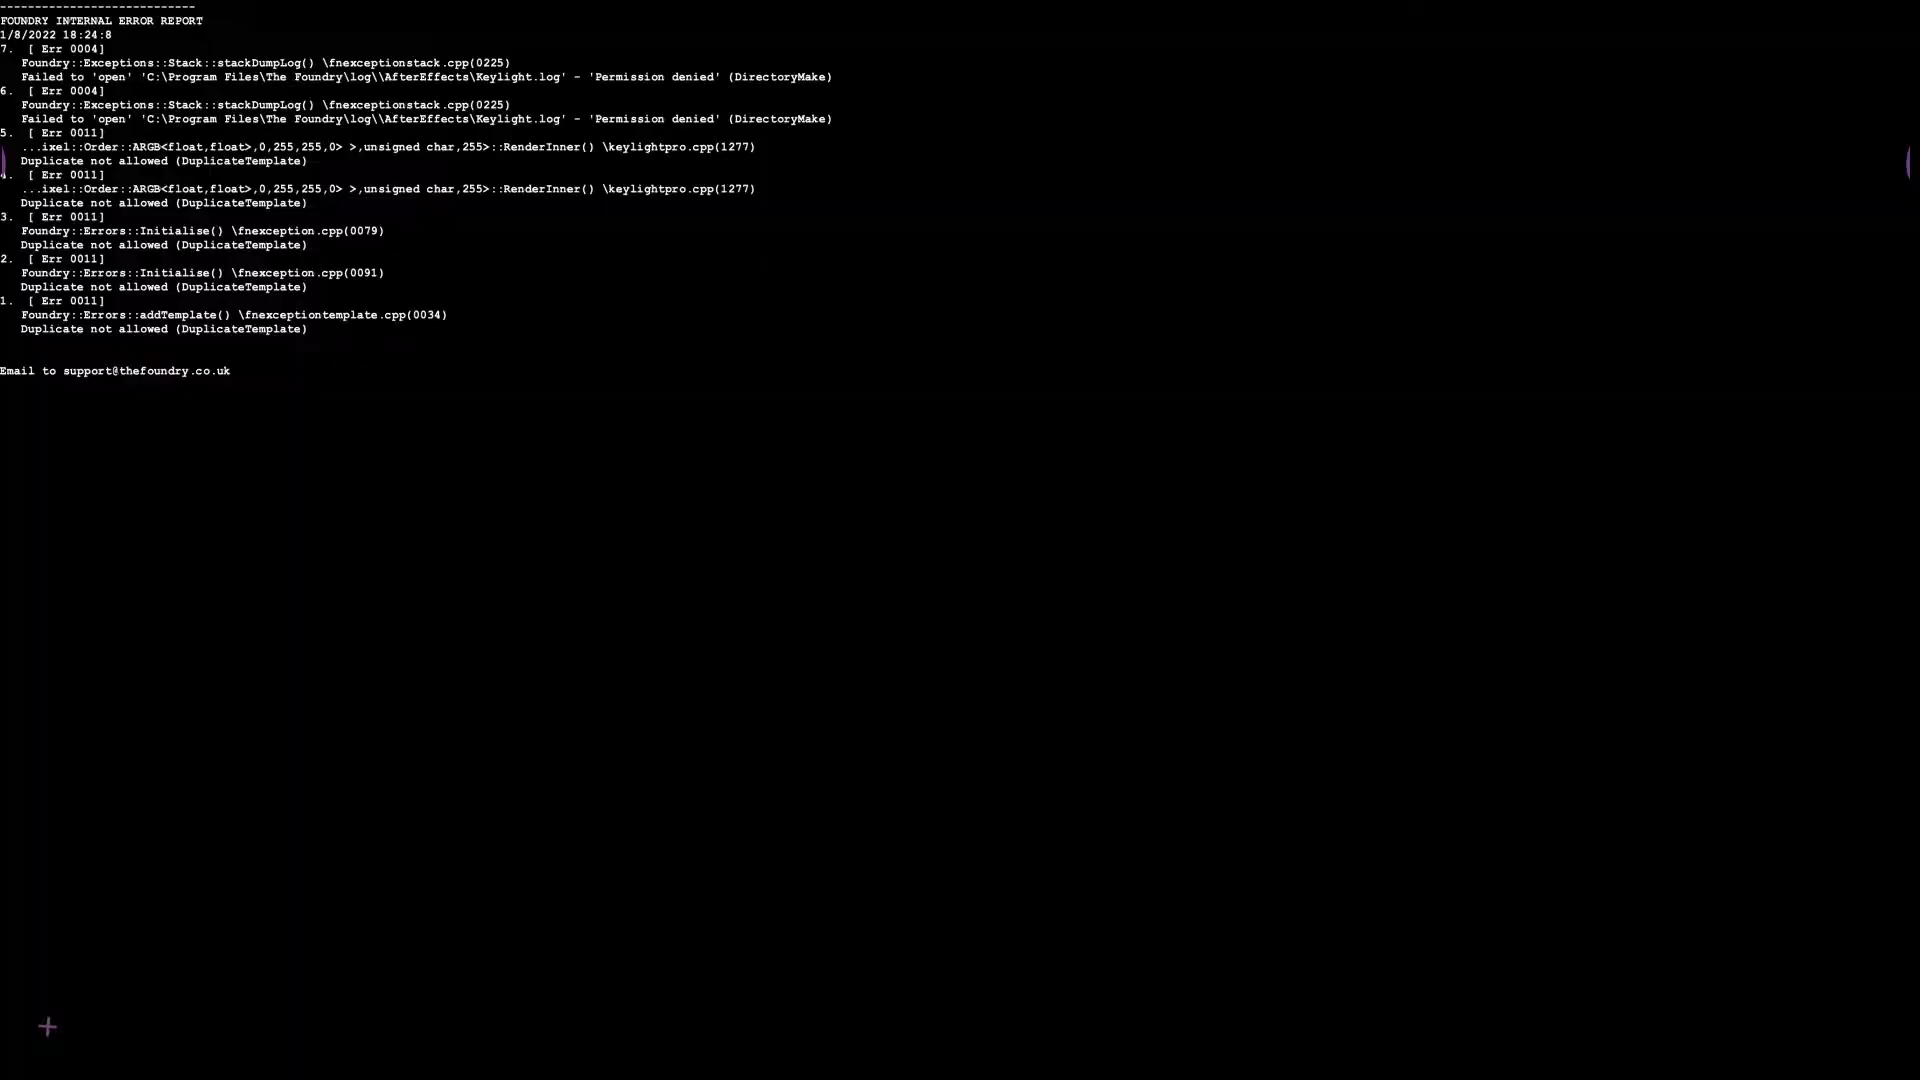 ----------------------------
FOUNDRY INTERNAL ERROR REPORT
1/8/2022 18:24:8
7.  [ Err 0004]
   Foundry::Exceptions::Stack::stackDumpLog() \fnexceptionstack.cpp(0225)
   Failed to 'open' 'C:\Program Files\The Foundry\log\\AfterEffects\Keylight.log' - 'Permission denied' (DirectoryMake)
6.  [ Err 0004]
   Foundry::Exceptions::Stack::stackDumpLog() \fnexceptionstack.cpp(0225)
   Failed to 'open' 'C:\Program Files\The Foundry\log\\AfterEffects\Keylight.log' - 'Permission denied' (DirectoryMake)
5.  [ Err 0011]
   ...ixel::Order::ARGB<float,float>,0,255,255,0> >,unsigned char,255>::RenderInner() \keylightpro.cpp(1277)
   Duplicate not allowed (DuplicateTemplate)
4.  [ Err 0011]
   ...ixel::Order::ARGB<float,float>,0,255,255,0> >,unsigned char,255>::RenderInner() \keylightpro.cpp(1277)
   Duplicate not allowed (DuplicateTemplate)
3.  [ Err 0011]
   Foundry::Errors::Initialise() \fnexception.cpp(0079)
   Duplicate not allowed (DuplicateTemplate)
2.  [ Err 0011]
   Foundry::Errors::Initialise() \fnexception.cpp(0091)
   Duplicate not allowed (DuplicateTemplate)
1.  [ Err 0011]
   Foundry::Errors::addTemplate() \fnexceptiontemplate.cpp(0034)
   Duplicate not allowed (DuplicateTemplate)
Email to support@thefoundry.co.uk